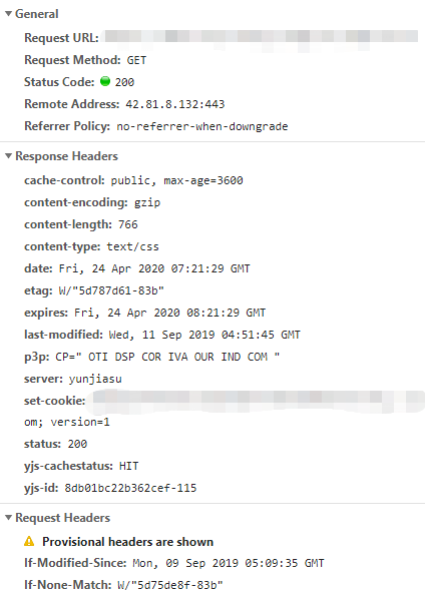 General
Request URL:
Request Method: GET
Status Code: 200
Remote Address: 42.81.8.132:443
Referrer Policy: no-referrer-when-downgrade
Response Headers
cache-control: public, max-age=3600
content-encoding: gzip
content-length: 766
content-type: text/css
date: Fri, 24 Apr 2020 07:21:29 GMT
etag: W/"5d787d61-83b"
expires: Fri, 24 Apr 2020 08:21:29 GMT
last-modified: Wed, 11 Sep 2019 04:51:45 GMT
p3p: CP=" OTI DSP COR IVA OUR IND COM "
server: yunjiasu
set-cookie:
om; version=1
status: 200
yjs-cachestatus: HIT
yjs-id: 8db01bc22b362cef-115
Request Headers
Provisional headers are shown
If-Modified-Since: Mon, 09 Sep 2019 05:09:35 GMT
If-None-Match: W/"5d75de8f-83b"